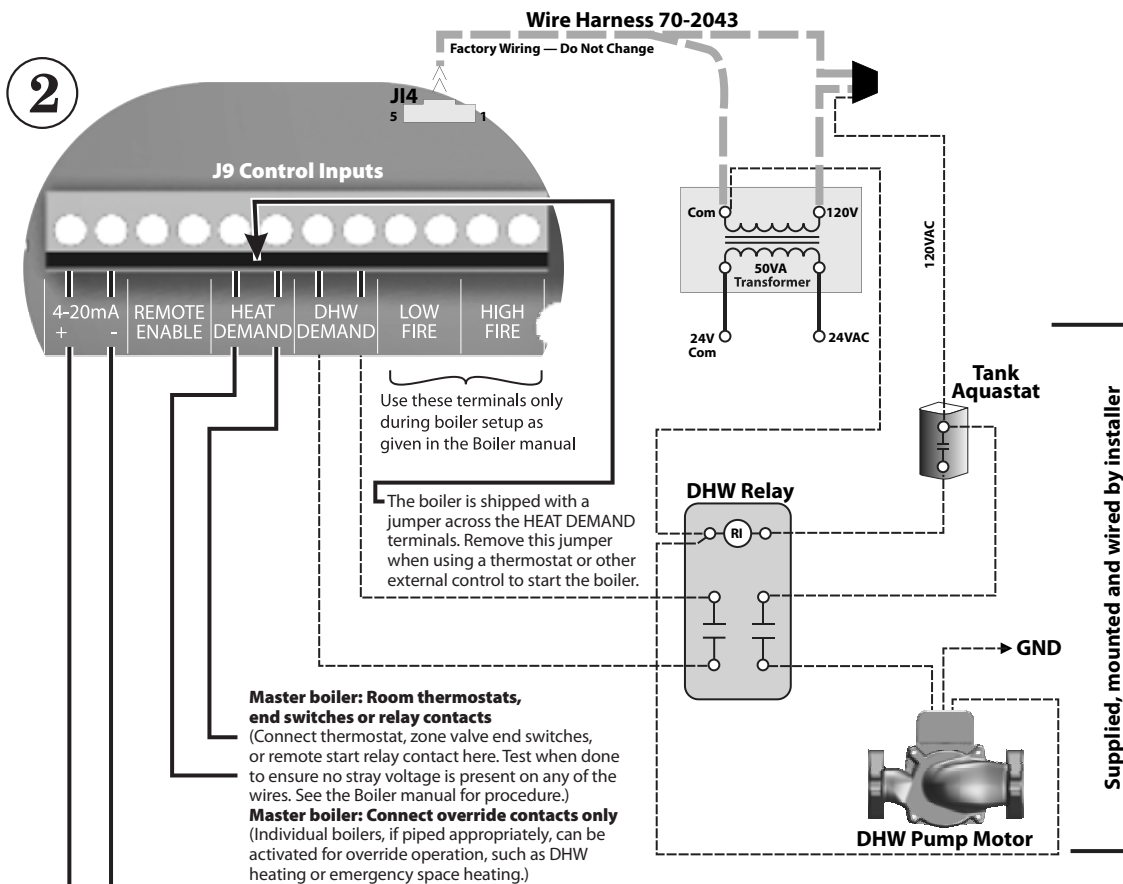 Wire Harness 70-2043
Factory Wiring — Do Not Change
2
JI4
5
1
J9 Control Inputs
4-20mA
+ -
REMOTE
ENABLE
HEAT
DEMAND
DHW
DEMAND
LOW
FIRE
HIGH
FIRE
Com
120V
50VA
Transformer
24V
Com
24VAC
120VAC
Tank
Aquastat
Use these terminals only
during boiler setup as
given in the Boiler manual
The boiler is shipped with a
jumper across the HEAT DEMAND
terminals. Remove this jumper
when using a thermostat or other
external control to start the boiler.
DHW Relay
RI
GND
DHW Pump Motor
Supplied, mounted and wired by installer
Master boiler: Room thermostats,
end switches or relay contacts
(Connect thermostat, zone valve end switches,
or remote start relay contact here. Test when done
to ensure no stray voltage is present on any of the
wires. See the Boiler manual for procedure.)
Master boiler: Connect override contacts only
(Individual boilers, if piped appropriately, can be
activated for override operation, such as DHW
heating or emergency space heating.)